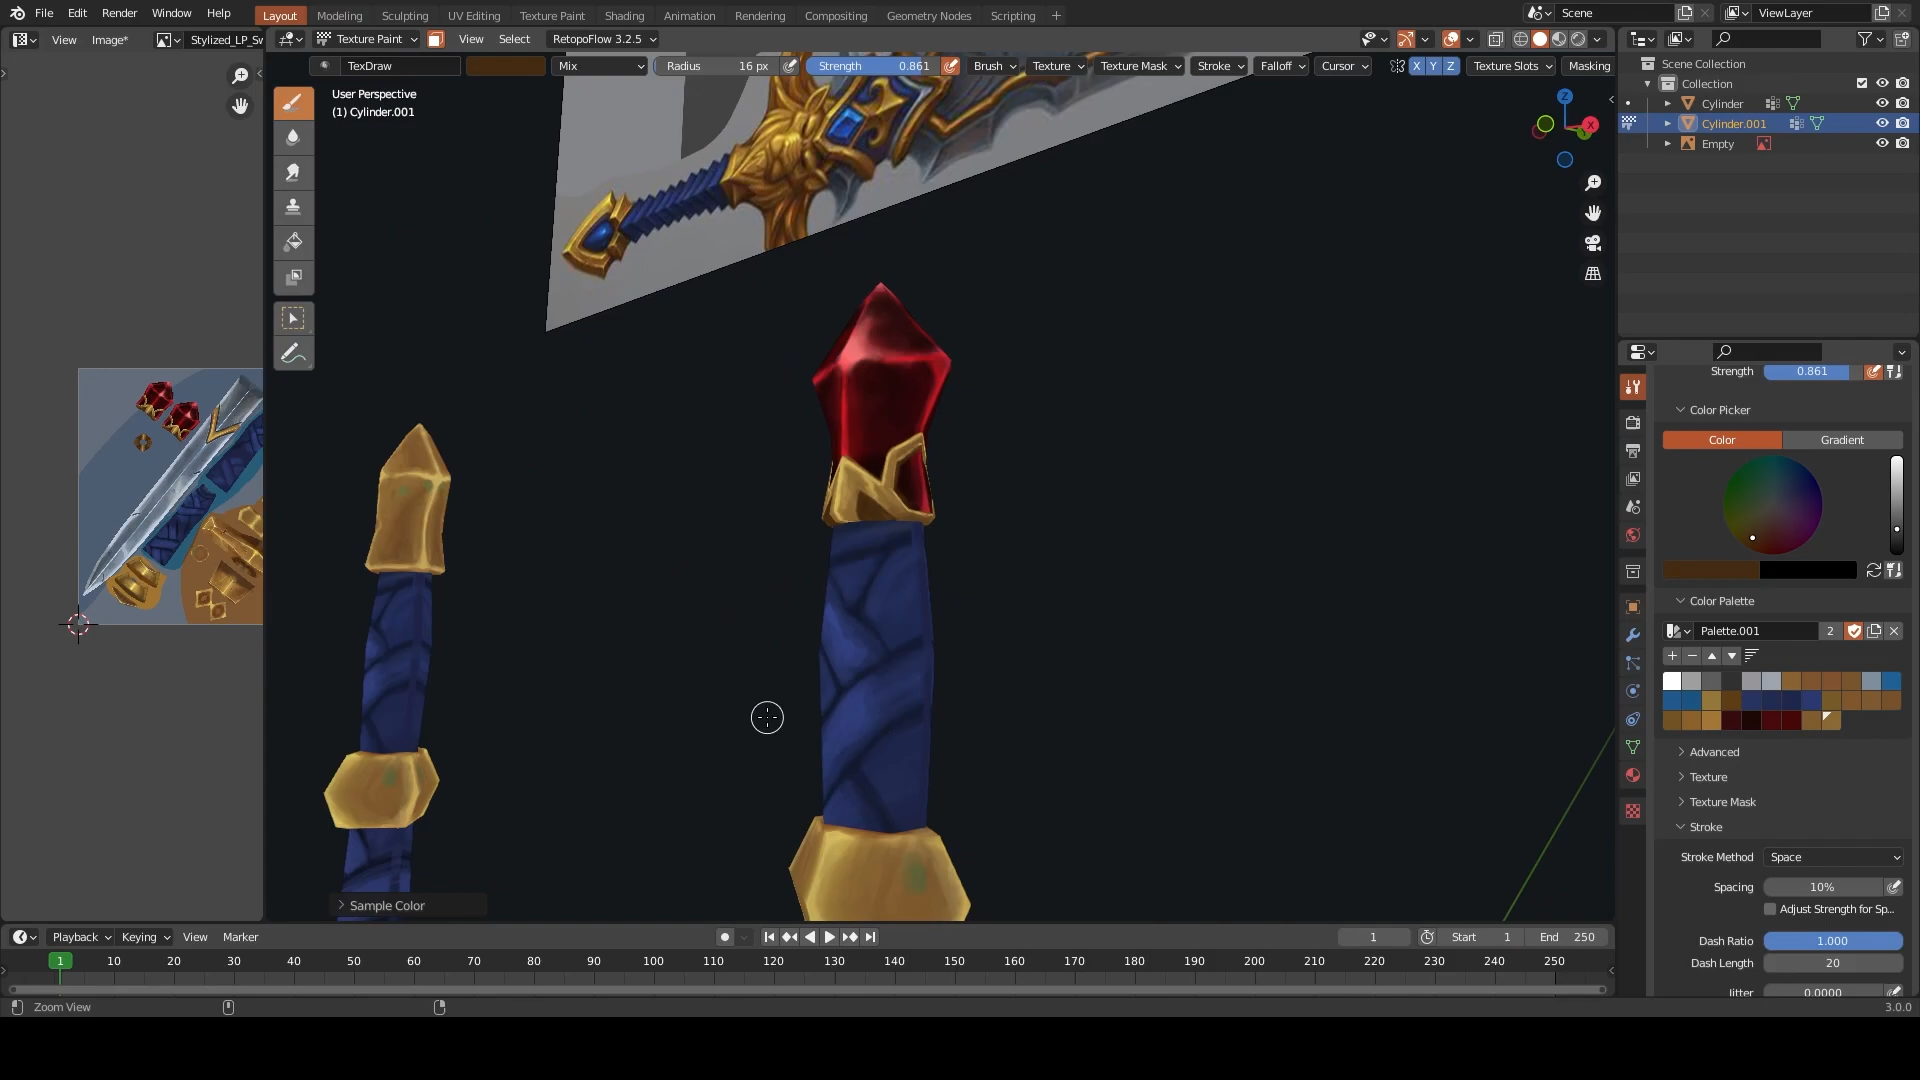 File Edit Render Window Help Layout Modeling Sculpting UV Editing Texture Paint Shading Animation Rendering Compositing Geometry Nodes Scripting + Scene ViewLayer
View Image* Stylized_LP_Sw Texture Paint View Select RetopoFlow 3.2.5
TexDraw Mix Radius 16 px Strength 0.861 Brush Texture Texture Mask Stroke Falloff Cursor X Y Z Texture Slots Masking
User Perspective
(1) Cylinder.001
Z
X
Y
Scene Collection
Collection
Cylinder
Cylinder.001
Empty
Strength 0.861
Color Picker
Color Gradient
Color Palette
Palette.001 2
Advanced
Texture
Texture Mask
Stroke
Stroke Method Space
Spacing 10%
Adjust Strength for Sp...
Dash Ratio 1.000
Dash Length 20
Jitter 0.0000
Sample Color
Playback Keying View Marker 1 Start 1 End 250
1 10 20 30 40 50 60 70 80 90 100 110 120 130 140 150 160 170 180 190 200 210 220 230 240 250
Zoom View 3.0.0